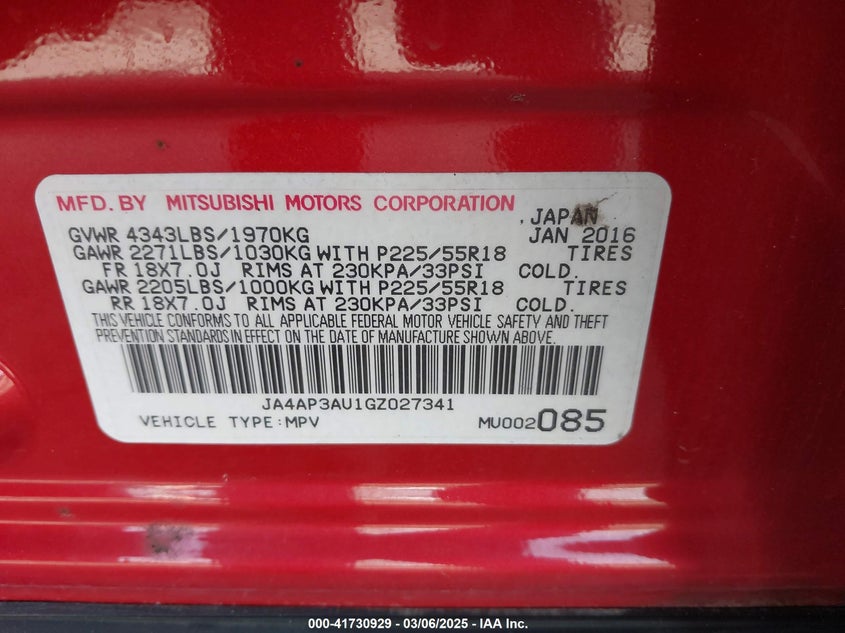 MFD. BY MITSUBISHI MOTORS CORPORATION
, JAPAN
GVWR 4343LBS/1970KG JAN 2016
GAWR 2271LBS/1030KG WITH P225/55R18 TIRES
FR 18X7.0J RIMS AT 230KPA/33PSI COLD.
GAWR 2205LBS/1000KG WITH P225/55R18 TIRES
RR 18X7.0J RIMS AT 230KPA/33PSI COLD.
THIS VEHICLE CONFORMS TO ALL APPLICABLE FEDERAL MOTOR VEHICLE SAFETY AND THEFT
PREVENTION STANDARDS IN EFFECT ON THE DATE OF MANUFACTURE SHOWN ABOVE.
JA4AP3AU1GZ027341
VEHICLE TYPE:MPV MU002085
000-41730929 - 03/06/2025 - IAA Inc.